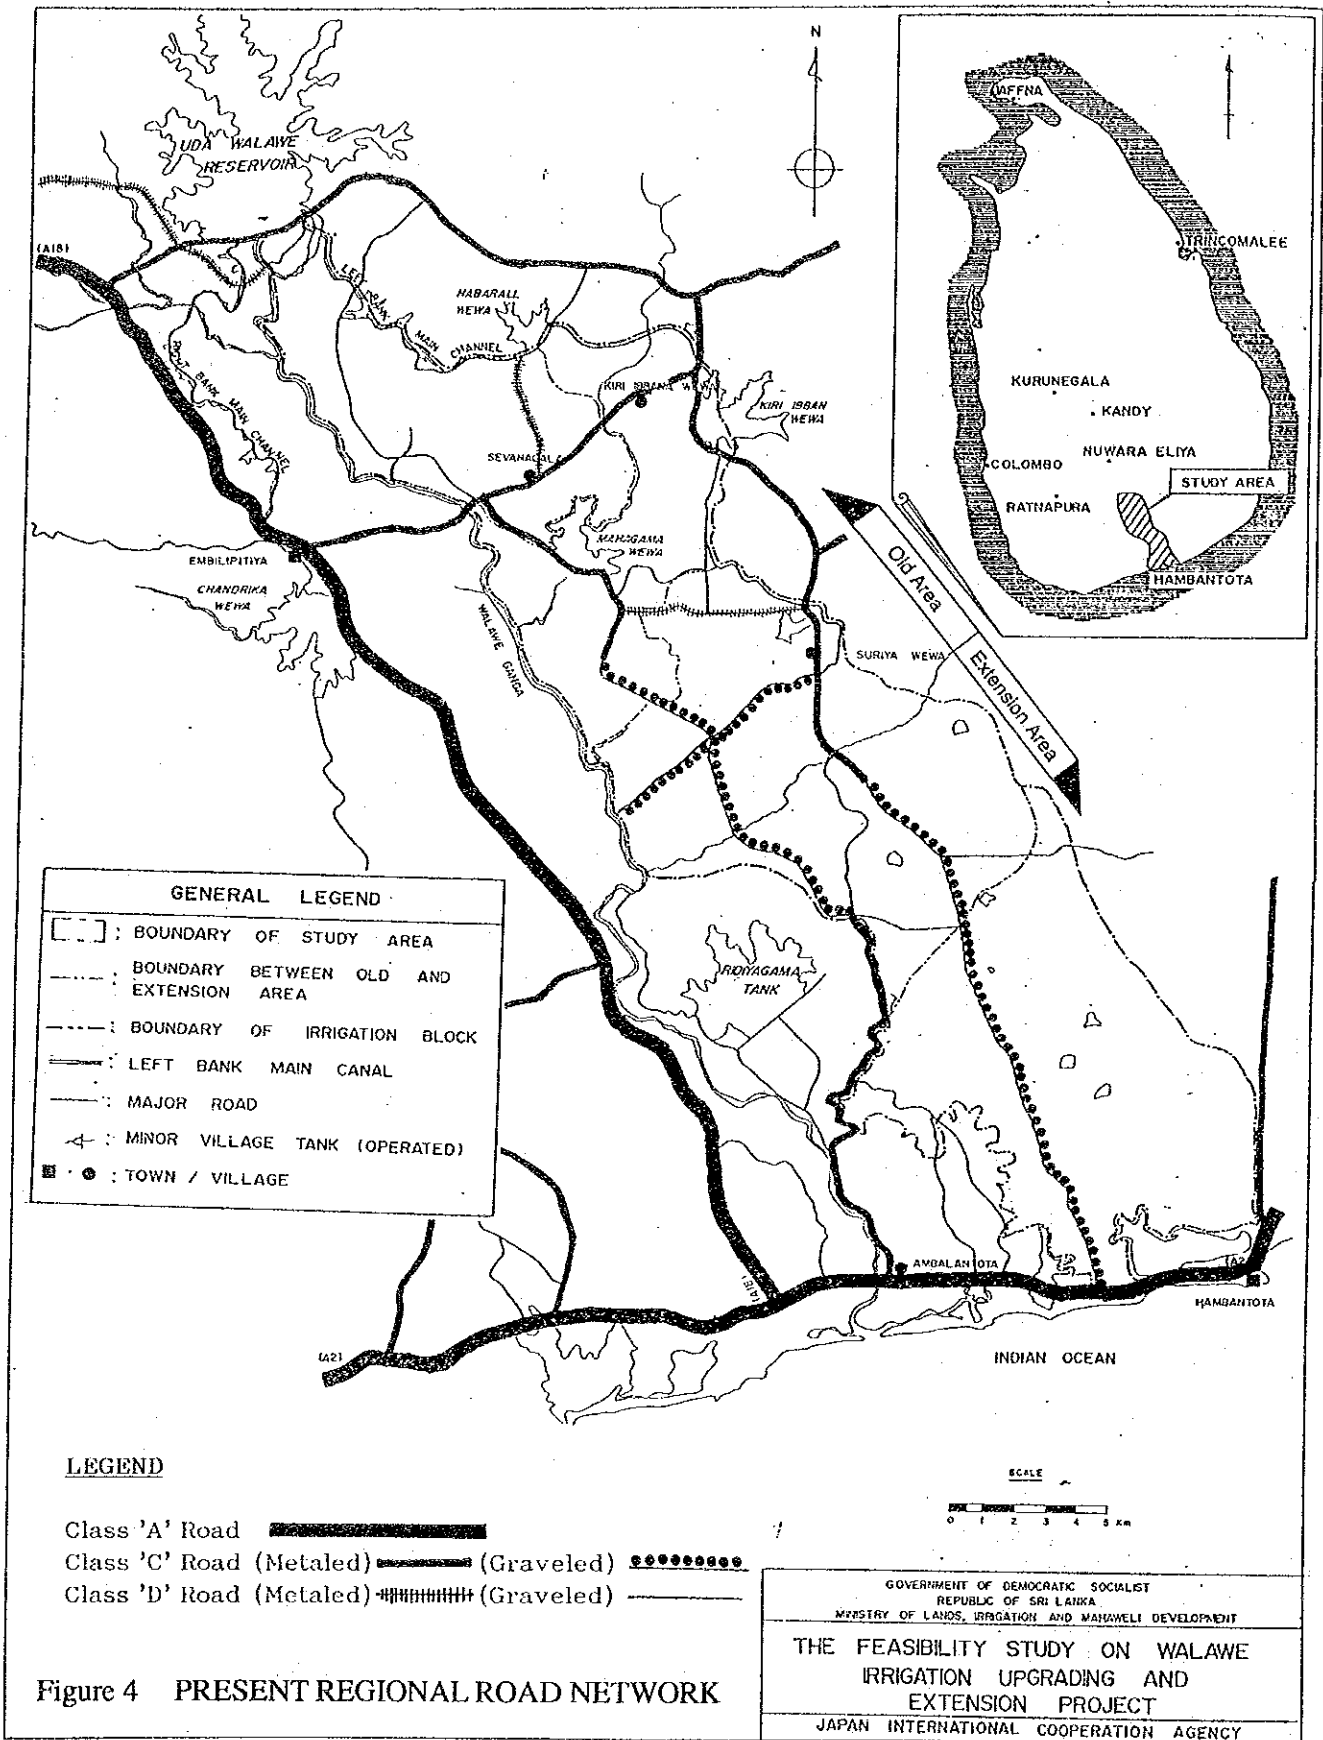 N
UDA WALAWE
RESERVOIR
(A18)
LEFT BANK MAIN CHANNEL
HABARALL
WEWA
RIGHT BANK MAIN CHANNEL
KIRI IBBANA WEWA
KIRI IBBAN
WEWA
SEVANAGAL
MAHAGAMA
WEWA
EMBILIPITIYA
CHANDRIKA
WEWA
WALAWE GANGA
SURIYA WEWA
Old Area
Extension Area
RIDIYAGAMA
TANK
AMBALANTOTA
HAMBANTOTA
(A2)
INDIAN OCEAN
JAFFNA
TRINCOMALEE
KURUNEGALA
KANDY
NUWARA ELIYA
COLOMBO
STUDY AREA
RATNAPURA
HAMBANTOTA
GENERAL LEGEND
: BOUNDARY OF STUDY AREA
: BOUNDARY BETWEEN OLD AND
EXTENSION AREA
: BOUNDARY OF IRRIGATION BLOCK
: LEFT BANK MAIN CANAL
: MAJOR ROAD
: MINOR VILLAGE TANK (OPERATED)
: TOWN / VILLAGE
LEGEND
Class 'A' Road
Class 'C' Road (Metaled) (Graveled)
Class 'D' Road (Metaled) (Graveled)
SCALE
0 1 2 3 4 5 Km
Figure 4 PRESENT REGIONAL ROAD NETWORK
GOVERNMENT OF DEMOCRATIC SOCIALIST
REPUBLIC OF SRI LANKA
MINISTRY OF LANDS, IRRIGATION AND MAHAWELI DEVELOPMENT
THE FEASIBILITY STUDY ON WALAWE
IRRIGATION UPGRADING AND
EXTENSION PROJECT
JAPAN INTERNATIONAL COOPERATION AGENCY